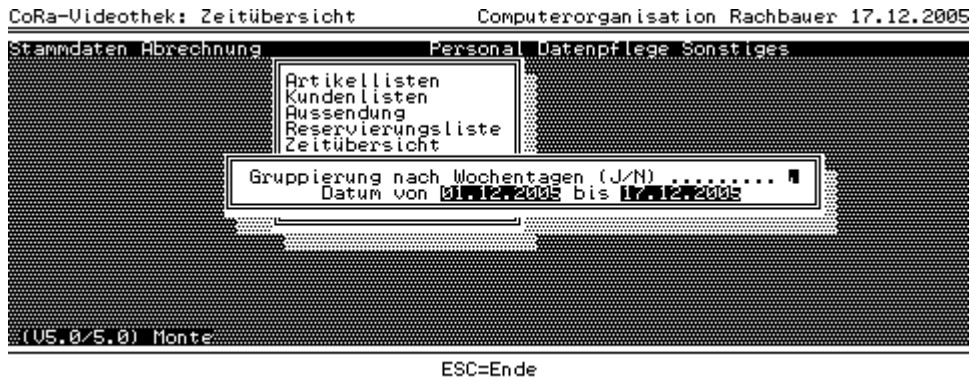 CoRa-Videothek: Zeitübersicht Computerorganisation Rachbauer 17.12.2005
Stammdaten Abrechnung Personal Datenpflege Sonstiges
Artikellisten
Kundenlisten
Aussendung
Reservierungsliste
Zeitübersicht
Gruppierung nach Wochentagen (J/N) .........
Datum von 01.12.2005 bis 17.12.2005
(V5.0/5.0) Monte
ESC=Ende